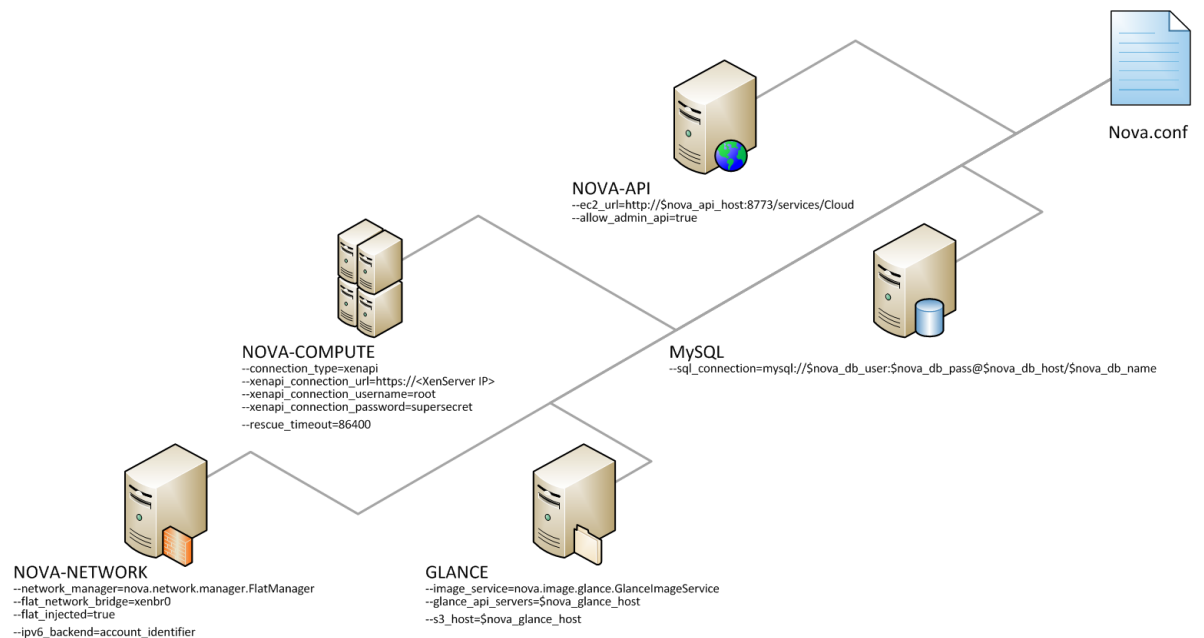 Nova.conf
NOVA-API
--ec2_url=http://$nova_api_host:8773/services/Cloud
--allow_admin_api=true
NOVA-COMPUTE
--connection_type=xenapi
--xenapi_connection_url=https://<XenServer IP>
--xenapi_connection_username=root
--xenapi_connection_password=supersecret
--rescue_timeout=86400
MySQL
--sql_connection=mysql://$nova_db_user:$nova_db_pass@$nova_db_host/$nova_db_name
NOVA-NETWORK
--network_manager=nova.network.manager.FlatManager
--flat_network_bridge=xenbr0
--flat_injected=true
--ipv6_backend=account_identifier
GLANCE
--image_service=nova.image.glance.GlanceImageService
--glance_api_servers=$nova_glance_host
--s3_host=$nova_glance_host